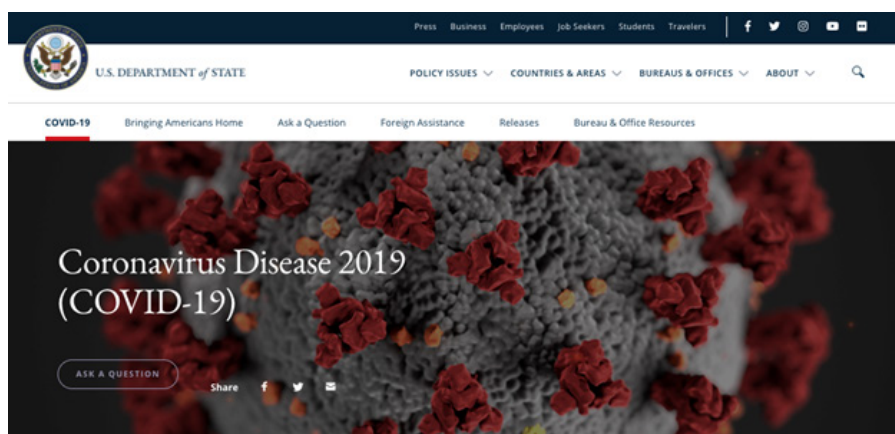 Press Business Employees Job Seekers Students Travelers
U.S. DEPARTMENT of STATE
POLICY ISSUES COUNTRIES & AREAS BUREAUS & OFFICES ABOUT
COVID-19 Bringing Americans Home Ask a Question Foreign Assistance Releases Bureau & Office Resources
Coronavirus Disease 2019
(COVID-19)
ASK A QUESTION
Share